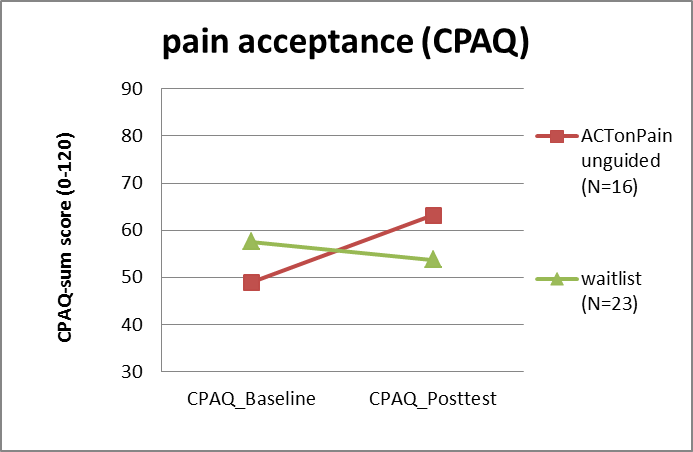 pain acceptance (CPAQ)
CPAQ-sum score (0-120)
90
80
70
60
50
40
30
CPAQ_Baseline
CPAQ_Posttest
ACTonPain
unguided
(N=16)
waitlist
(N=23)